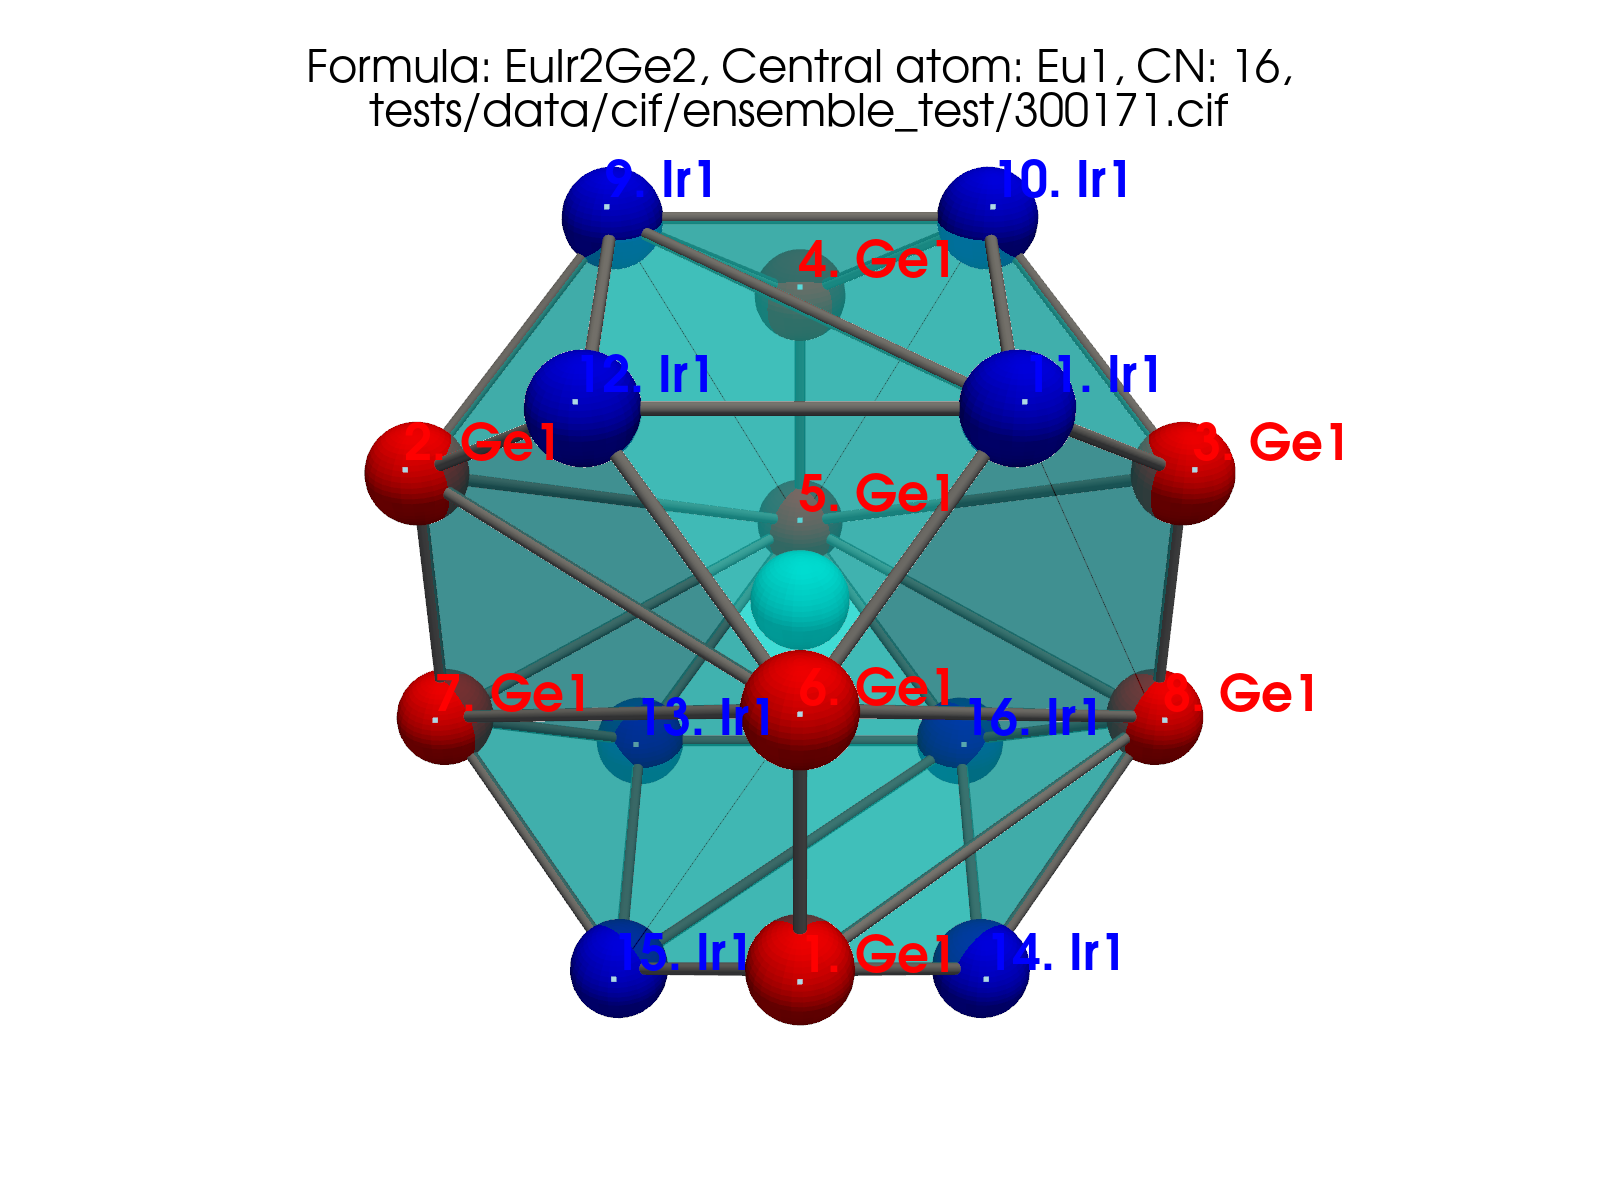 Formula: EuIr2Ge2, Central atom: Eu1, CN: 16,
tests/data/cif/ensemble_test/300171.cif
9. Ir1
10. Ir1
4. Ge1
12. Ir1
11. Ir1
2. Ge1
3. Ge1
5. Ge1
7. Ge1
6. Ge1
8. Ge1
13. Ir1
16. Ir1
15. Ir1
1. Ge1
14. Ir1